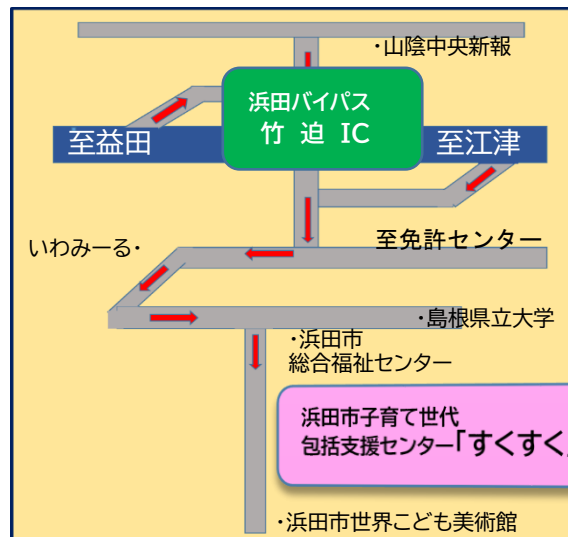 ・山陰中央新報
浜田バイパス
竹 迫 IC
至益田
至江津
至免許センター
いわみーる・
・島根県立大学
・浜田市
総合福祉センター
浜田市子育て世代
包括支援センター「すくすく」
・浜田市世界こども美術館